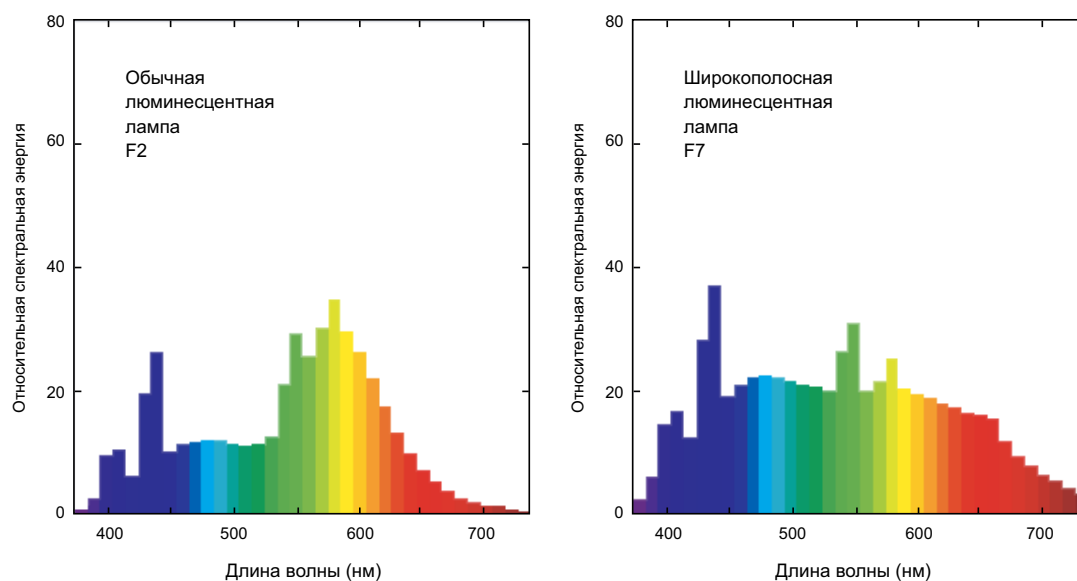 80
60
40
20
0
Относительная спектральная энергия
Обычная
люминесцентная
лампа
F2
400
500
600
700
Длина волны (нм)
80
60
40
20
0
Относительная спектральная энергия
Широкополосная
люминесцентная
лампа
F7
400
500
600
700
Длина волны (нм)